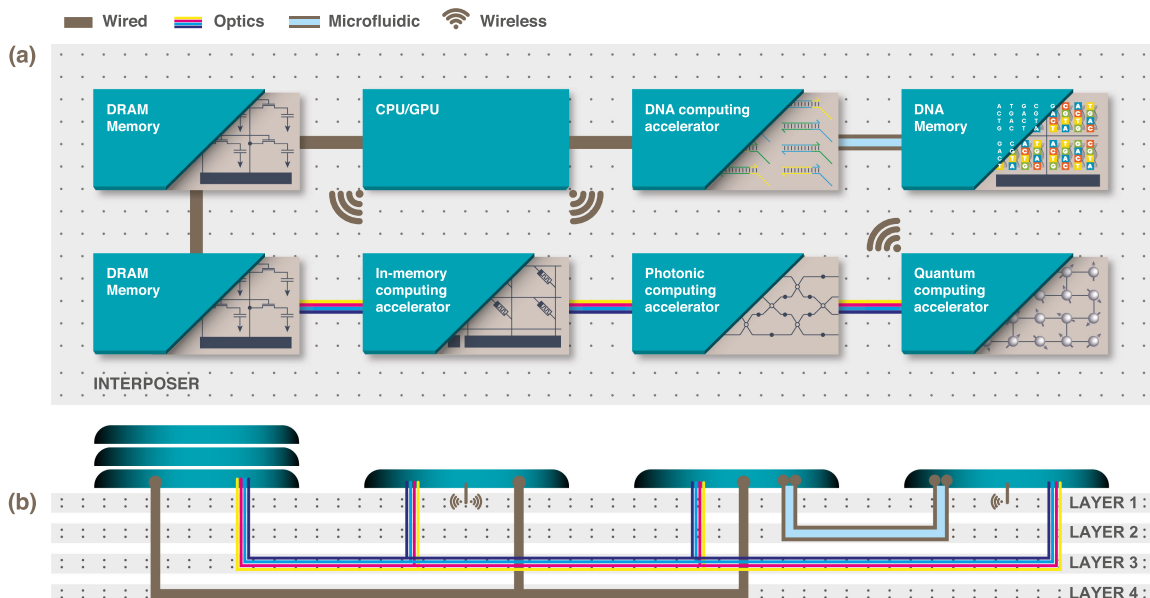 Wired Optics Microfluidic Wireless
(a)
DRAM
Memory
CPU/GPU
DNA computing
accelerator
DNA
Memory
A T G C G C A T
C G A C A G C G
T G A C T C T T A
G C T A T A G C
G C A T A T G C
A G C G C G A C
C T T A T A C T
T A G C G C T A
DRAM
Memory
In-memory
computing
accelerator
Photonic
computing
accelerator
Quantum
computing
accelerator
INTERPOSER
(b)
LAYER 1
LAYER 2
LAYER 3
LAYER 4